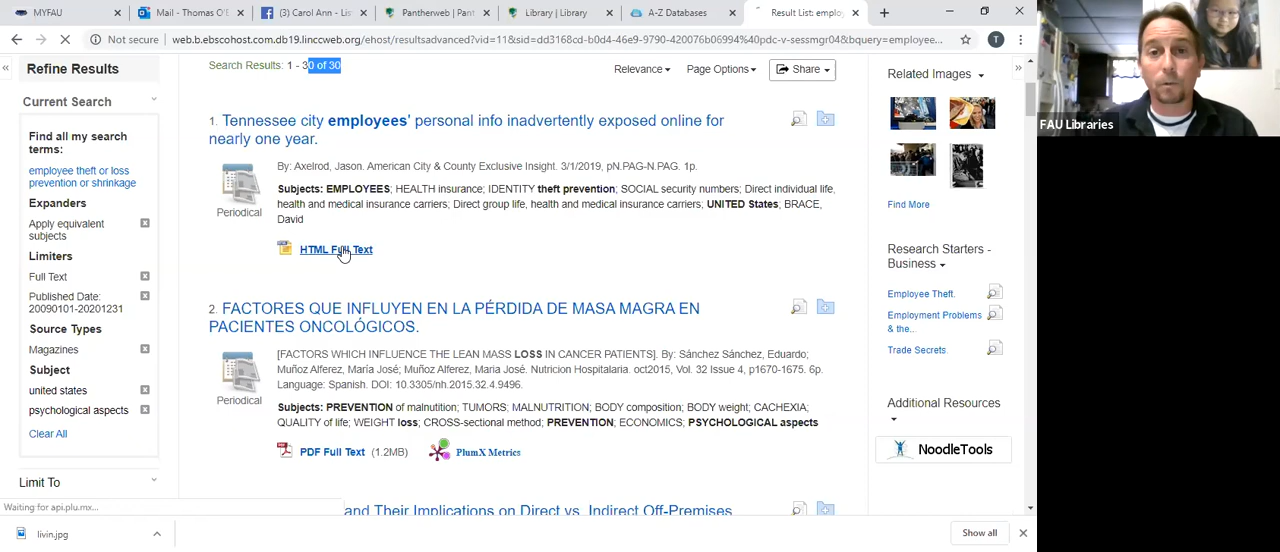 MYFAU
Mail - Thomas O'E
(3) Carol Ann - Lis
Pantherweb | Pant
Library | Library
A-Z Databases
Result List: emplo
Not secure
web.b.ebscohost.com.db19.linccweb.org/ehost/resultsadvanced?vid=11&sid=dd3168cd-b0d4-46e9-9790-420076b06994%40pdc-v-sessmgr04&bquery=employee...
T
Refine Results
Current Search
Find all my search
terms:
employee theft or loss
prevention or shrinkage
Expanders
Apply equivalent
subjects
Limiters
Full Text
Published Date:
20090101-20201231
Source Types
Magazines
Subject
united states
psychological aspects
Clear All
Limit To
Search Results: 1 - 30 of 30
Relevance
Page Options
Share
1. Tennessee city employees' personal info inadvertently exposed online for
nearly one year.
By: Axelrod, Jason. American City & County Exclusive Insight. 3/1/2019, pN.PAG-N.PAG. 1p.
Subjects: EMPLOYEES; HEALTH insurance; IDENTITY theft prevention; SOCIAL security numbers; Direct individual life,
health and medical insurance carriers; Direct group life, health and medical insurance carriers; UNITED States; BRACE,
David
Periodical
HTML Full Text
2. FACTORES QUE INFLUYEN EN LA PÉRDIDA DE MASA MAGRA EN
PACIENTES ONCOLÓGICOS.
[FACTORS WHICH INFLUENCE THE LEAN MASS LOSS IN CANCER PATIENTS]. By: Sánchez Sánchez, Eduardo;
Muñoz Alferez, María José; Muñoz Alferez, Maria José. Nutricion Hospitalaria. oct2015, Vol. 32 Issue 4, p1670-1675. 6p.
Language: Spanish. DOI: 10.3305/nh.2015.32.4.9496.
Periodical
Subjects: PREVENTION of malnutition; TUMORS; MALNUTRITION; BODY composition; BODY weight; CACHEXIA;
QUALITY of life; WEIGHT loss; CROSS-sectional method; PREVENTION; ECONOMICS; PSYCHOLOGICAL aspects
PDF Full Text (1.2MB)
PlumX Metrics
and Their Implications on Direct vs. Indirect Off-Premises
Related Images
Find More
Research Starters -
Business
Employee Theft.
Employment Problems
& the...
Trade Secrets.
Additional Resources
NoodleTools
FAU Libraries
Waiting for api.plu.mx...
livin.jpg
Show all